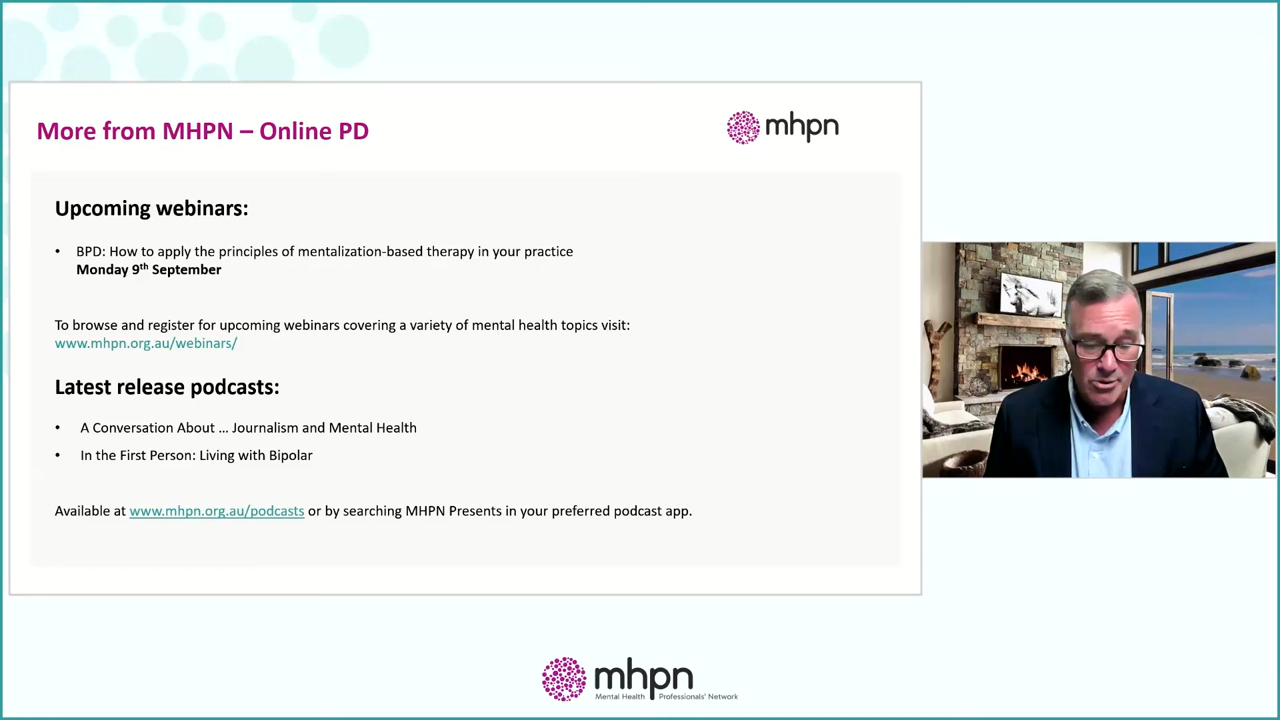 More from MHPN – Online PD
mhpn
Upcoming webinars:
• BPD: How to apply the principles of mentalization-based therapy in your practice
Monday 9th September
To browse and register for upcoming webinars covering a variety of mental health topics visit:
www.mhpn.org.au/webinars/
Latest release podcasts:
• A Conversation About ... Journalism and Mental Health
• In the First Person: Living with Bipolar
Available at www.mhpn.org.au/podcasts or by searching MHPN Presents in your preferred podcast app.
mhpn
Mental Health Professionals' Network